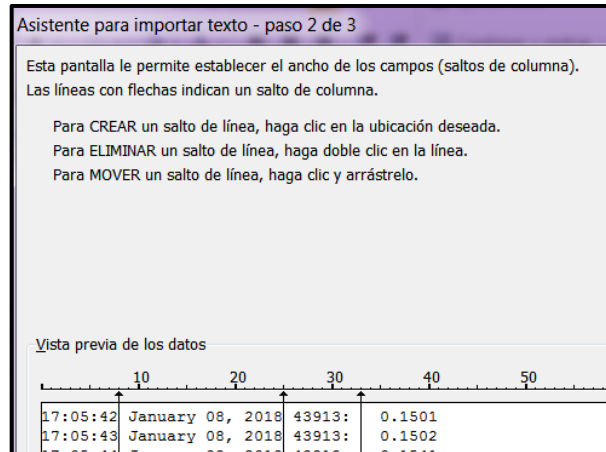 Asistente para importar texto - paso 2 de 3
Esta pantalla le permite establecer el ancho de los campos (saltos de columna).
Las líneas con flechas indican un salto de columna.
Para CREAR un salto de línea, haga clic en la ubicación deseada.
Para ELIMINAR un salto de línea, haga doble clic en la línea.
Para MOVER un salto de línea, haga clic y arrástrelo.
Vista previa de los datos
10 20 30 40 50
17:05:42 January 08, 2018 43913: 0.1501
17:05:43 January 08, 2018 43913: 0.1502